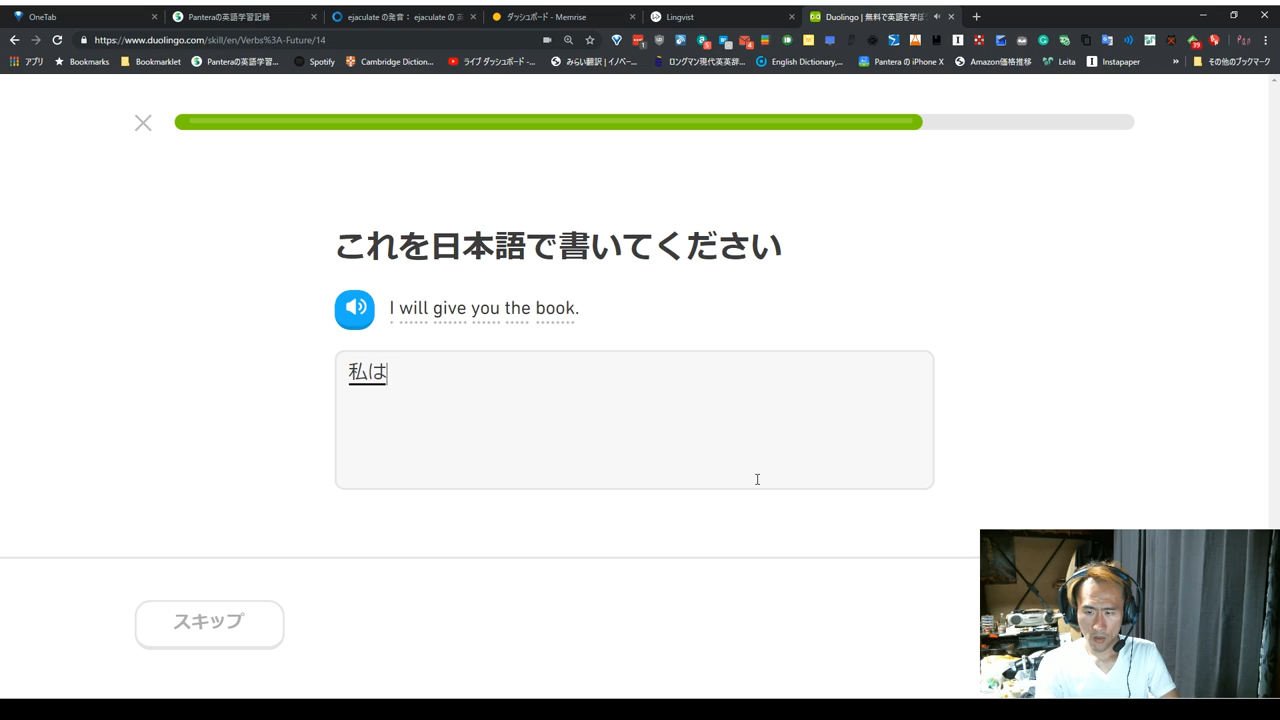 OneTab
Panteraの英語学習記録
ejaculate の発音： ejaculate の 英
ダッシュボード - Memrise
Lingvist
Duolingo | 無料で英語を学ぼ
https://www.duolingo.com/skill/en/Verbs%3A-Future/14
アプリ
Bookmarks
Bookmarklet
Panteraの英語学習...
Spotify
Cambridge Diction...
ライブ ダッシュボード -...
みらい翻訳 | イノベー...
ロングマン現代英英辞...
English Dictionary,...
Pantera の iPhone X
Amazon価格推移
Leita
Instapaper
»
その他のブックマーク
これを日本語で書いてください
I will give you the book.
私は
スキップ